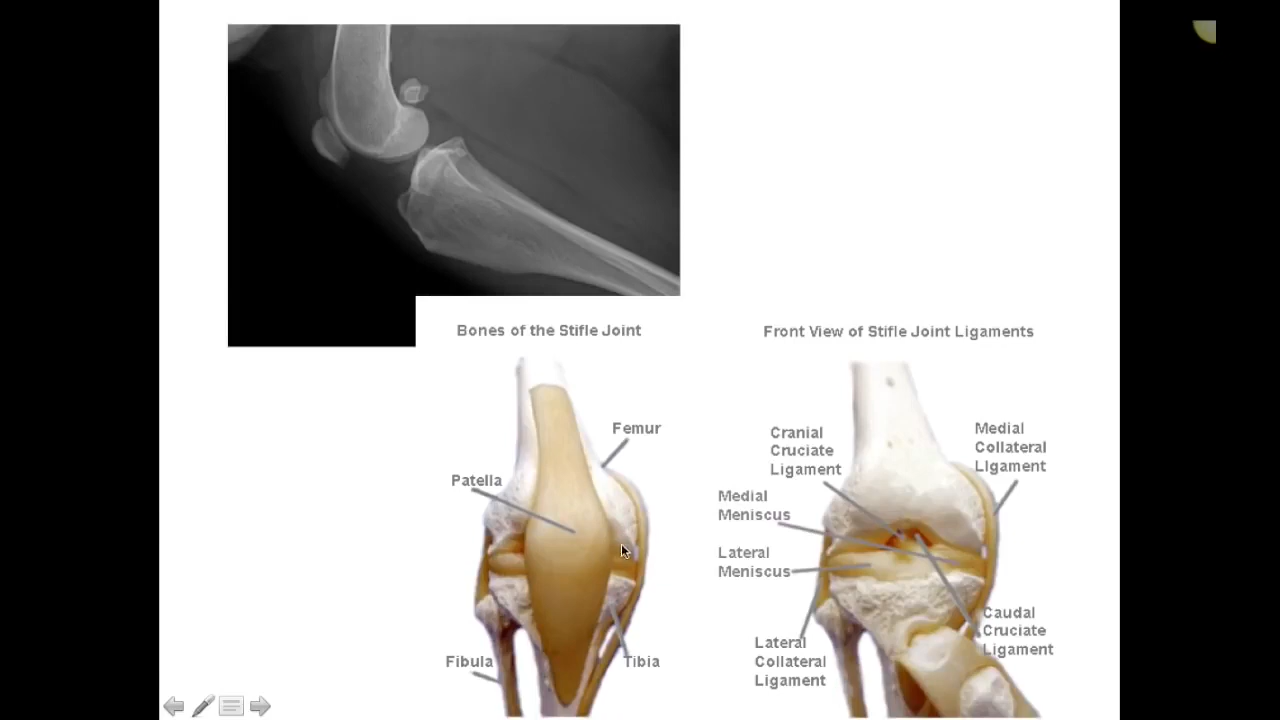 Bones of the Stifle Joint
Femur
Patella
Fibula
Tibia
Front View of Stifle Joint Ligaments
Cranial
Cruciate
Ligament
Medial
Collateral
LIgament
Medial
Meniscus
Lateral
Meniscus
Lateral
Collateral
Ligament
Caudal
Cruciate
Ligament